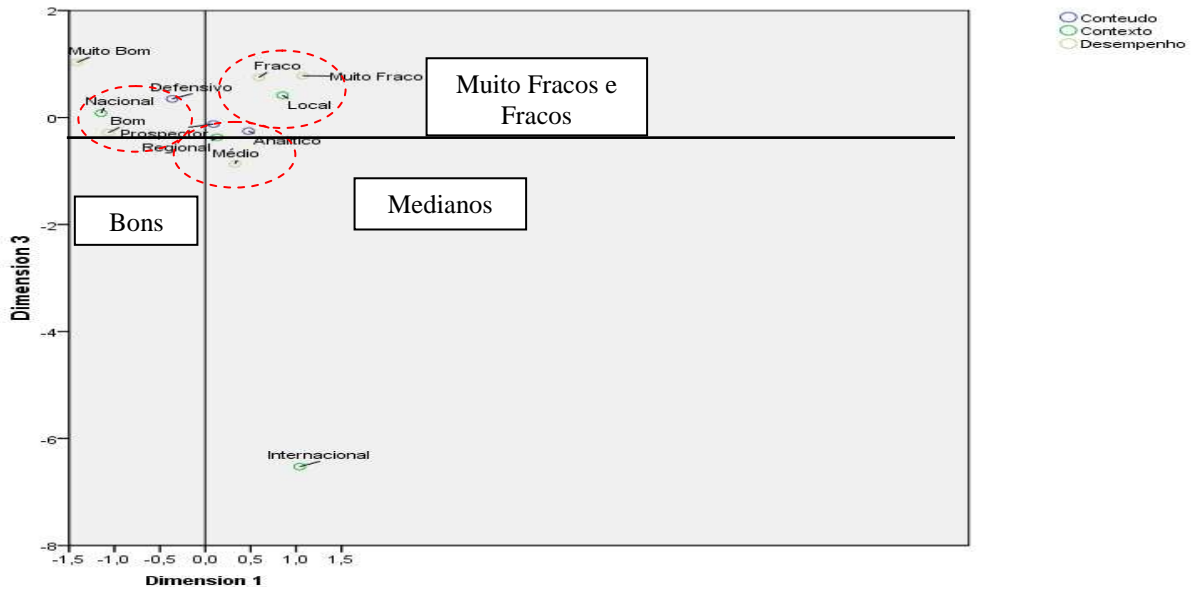 2
0
-2
-4
-6
-8
Dimension 3
-1,5 -1,0 -0,5 0,0 0,5 1,0 1,5
Dimension 1
Muito Bom
Fraco
Muito Fraco
Defensivo
Nacional
Local
Bom
Prospector
Analitico
Regional
Médio
Internacional
Muito Fracos e
Fracos
Medianos
Bons
Conteudo
Contexto
Desempenho